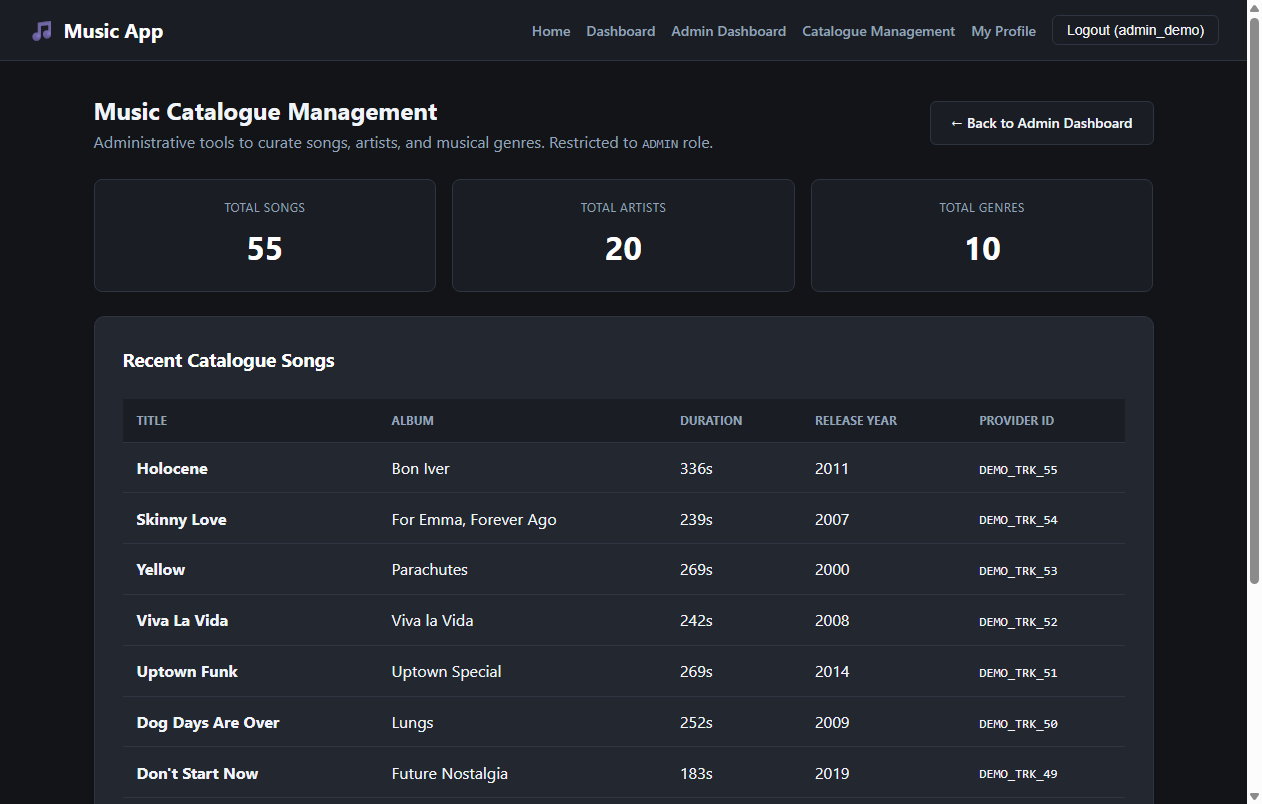 Music App
Home Dashboard Admin Dashboard Catalogue Management My Profile Logout (admin_demo)
Music Catalogue Management
Administrative tools to curate songs, artists, and musical genres. Restricted to ADMIN role.
← Back to Admin Dashboard
TOTAL SONGS
55
TOTAL ARTISTS
20
TOTAL GENRES
10
Recent Catalogue Songs
TITLE ALBUM DURATION RELEASE YEAR PROVIDER ID
Holocene Bon Iver 336s 2011 DEMO_TRK_55
Skinny Love For Emma, Forever Ago 239s 2007 DEMO_TRK_54
Yellow Parachutes 269s 2000 DEMO_TRK_53
Viva La Vida Viva la Vida 242s 2008 DEMO_TRK_52
Uptown Funk Uptown Special 269s 2014 DEMO_TRK_51
Dog Days Are Over Lungs 252s 2009 DEMO_TRK_50
Don't Start Now Future Nostalgia 183s 2019 DEMO_TRK_49